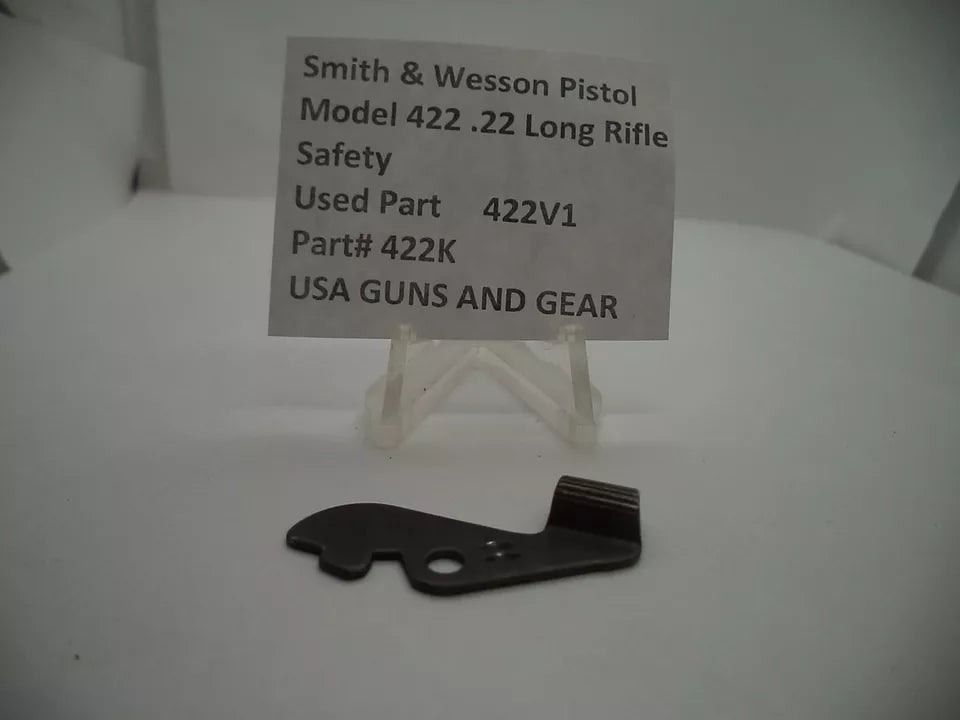 Smith & Wesson Pistol
Model 422 .22 Long Rifle
Safety
Used Part 422V1
Part# 422K
USA GUNS AND GEAR